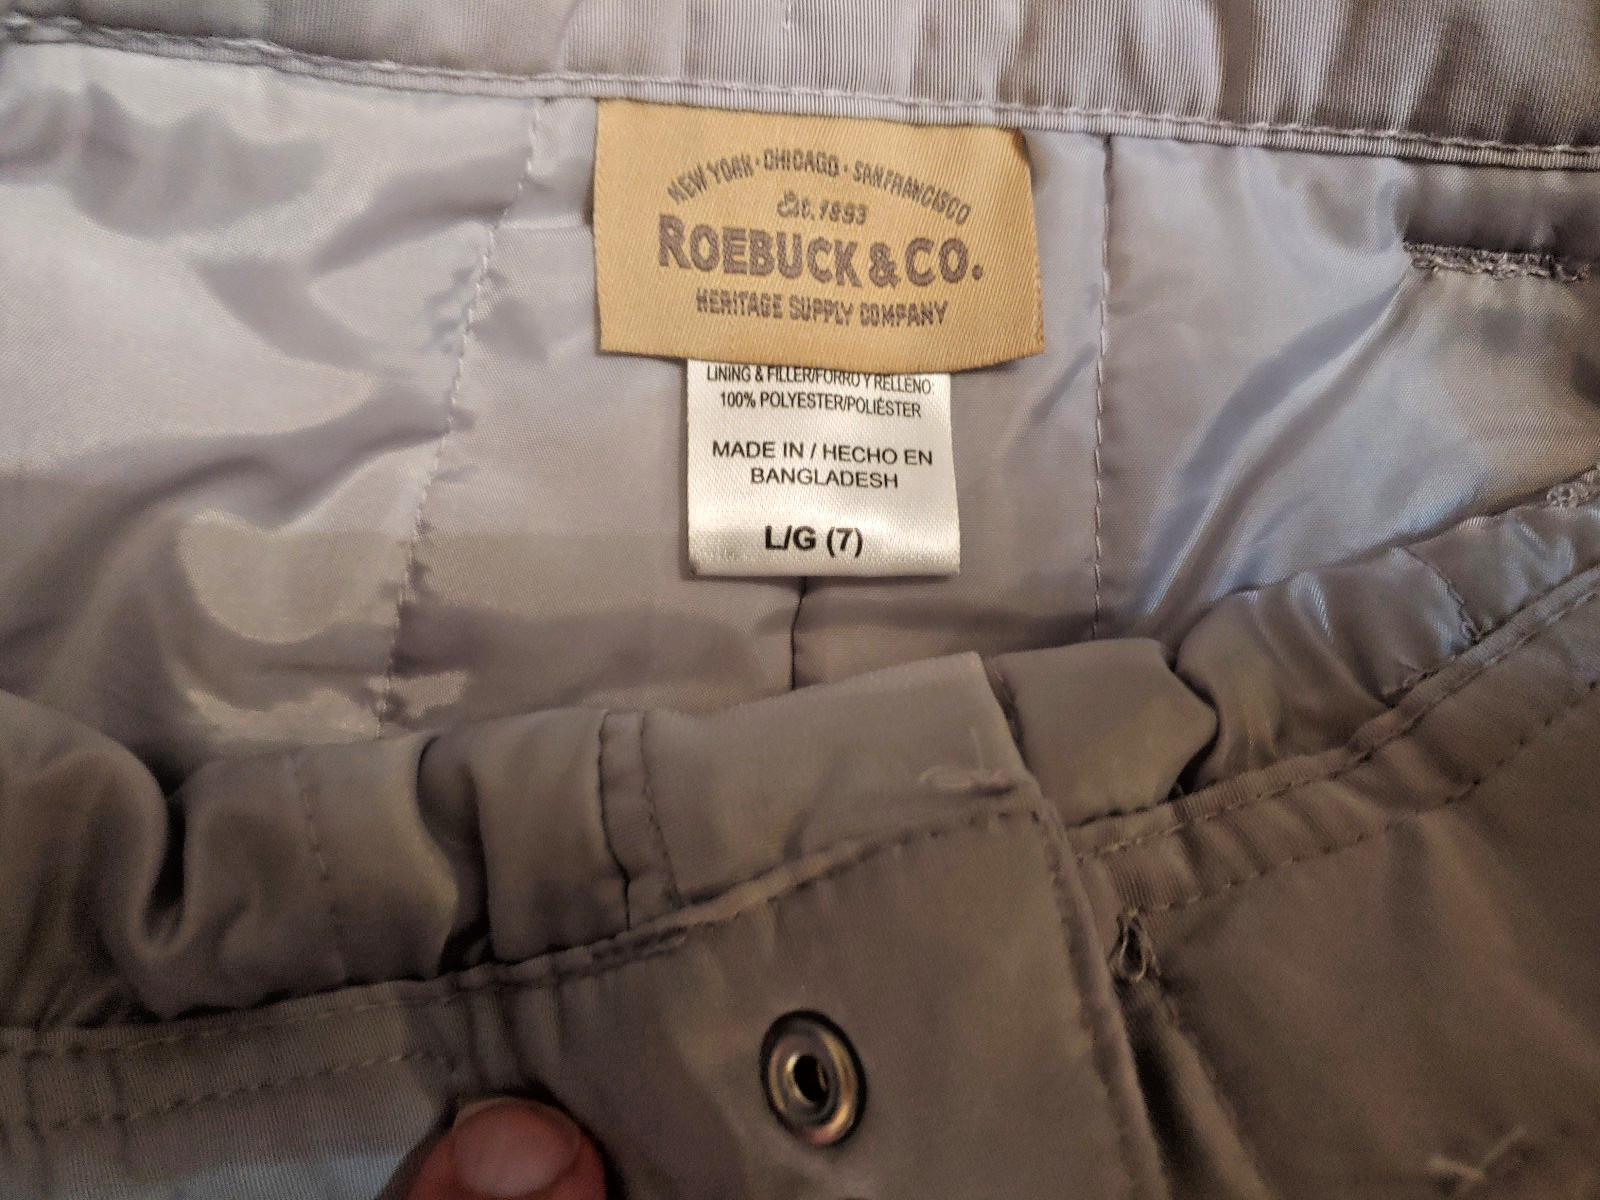 NEW YORK · CHICAGO · SAN FRANCISCO
Est. 1893
ROEBUCK & CO.
HERITAGE SUPPLY COMPANY
LINING & FILLER/FORRO Y RELLENO:
100% POLYESTER/POLIÉSTER
MADE IN / HECHO EN
BANGLADESH
L/G (7)